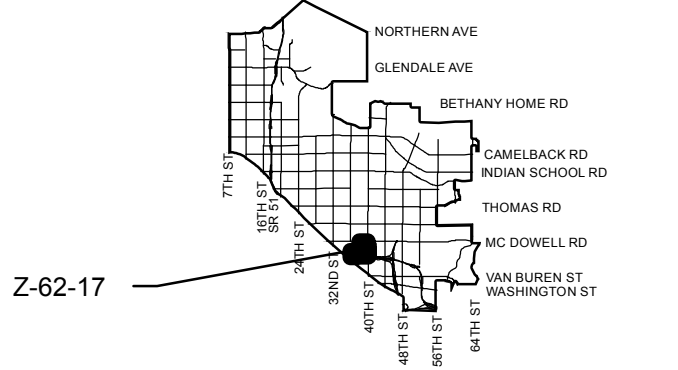 NORTHERN AVE
GLENDALE AVE
BETHANY HOME RD
CAMELBACK RD
INDIAN SCHOOL RD
THOMAS RD
MC DOWELL RD
VAN BUREN ST
WASHINGTON ST
7TH ST
16TH ST
SR 51
24TH ST
32ND ST
40TH ST
48TH ST
56TH ST
64TH ST
Z-62-17